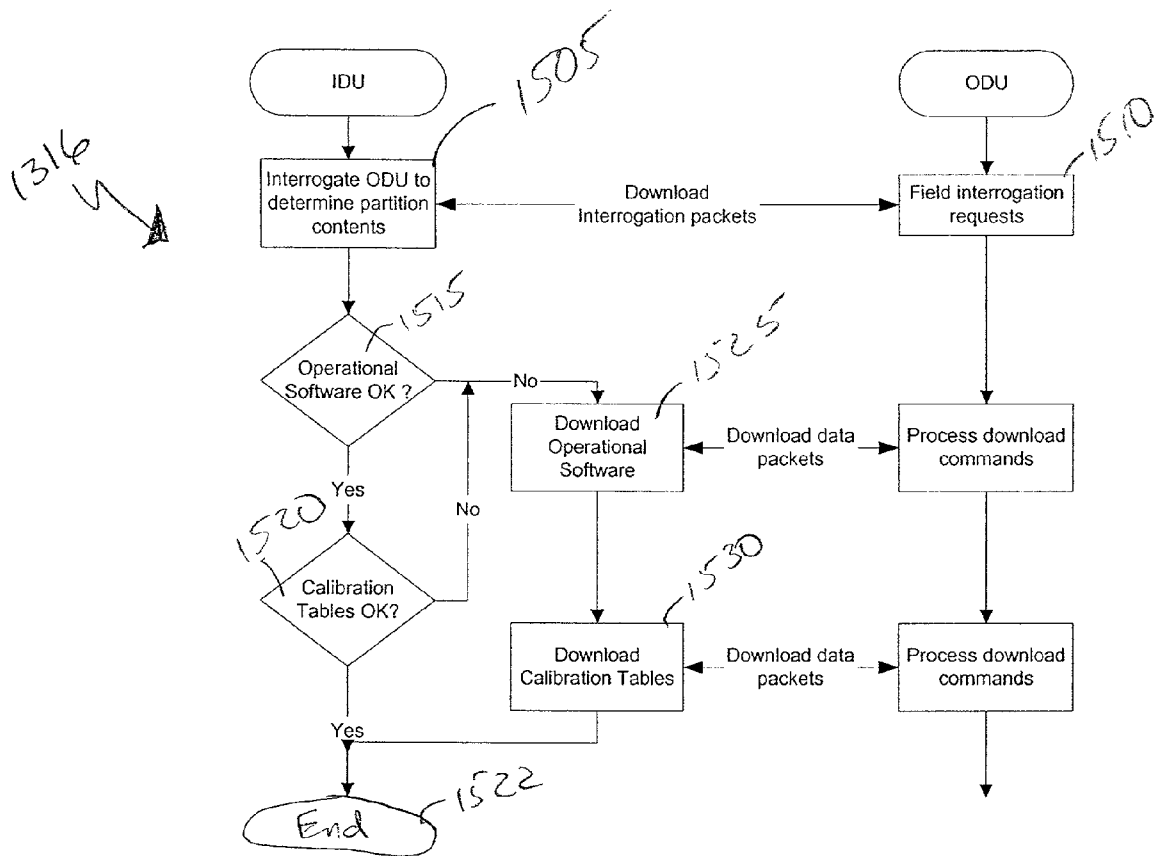 IDU
1505
ODU
1510
1316
Interrogate ODU to
determine partition
contents
Download
Interrogation packets
Field interrogation
requests
1515
Operational
Software OK ?
No
1525
Download
Operational
Software
Download data
packets
Process download
commands
Yes
No
1520
Calibration
Tables OK?
1530
Download
Calibration Tables
Download data
packets
Process download
commands
Yes
1522
End